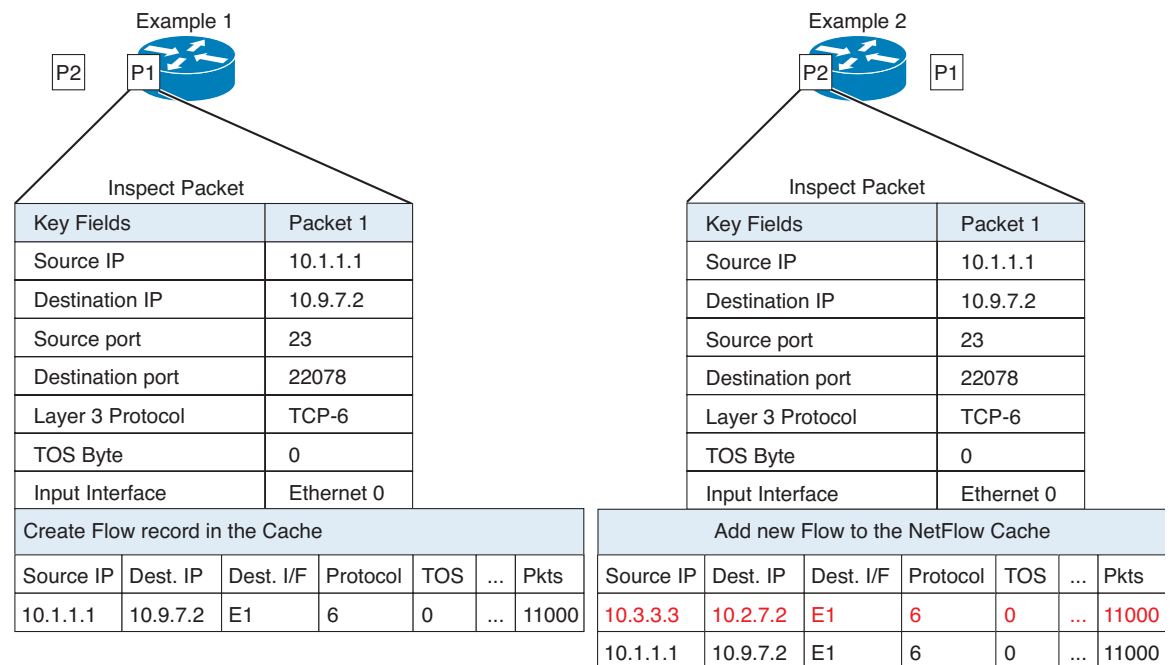 Example 1
P2 P1
Inspect Packet
Key Fields Packet 1
Source IP 10.1.1.1
Destination IP 10.9.7.2
Source port 23
Destination port 22078
Layer 3 Protocol TCP-6
TOS Byte 0
Input Interface Ethernet 0
Create Flow record in the Cache
Source IP Dest. IP Dest. I/F Protocol TOS ... Pkts
10.1.1.1 10.9.7.2 E1 6 0 ... 11000
Example 2
P2 P1
Inspect Packet
Key Fields Packet 1
Source IP 10.1.1.1
Destination IP 10.9.7.2
Source port 23
Destination port 22078
Layer 3 Protocol TCP-6
TOS Byte 0
Input Interface Ethernet 0
Add new Flow to the NetFlow Cache
Source IP Dest. IP Dest. I/F Protocol TOS ... Pkts
10.3.3.3 10.2.7.2 E1 6 0 ... 11000
10.1.1.1 10.9.7.2 E1 6 0 ... 11000